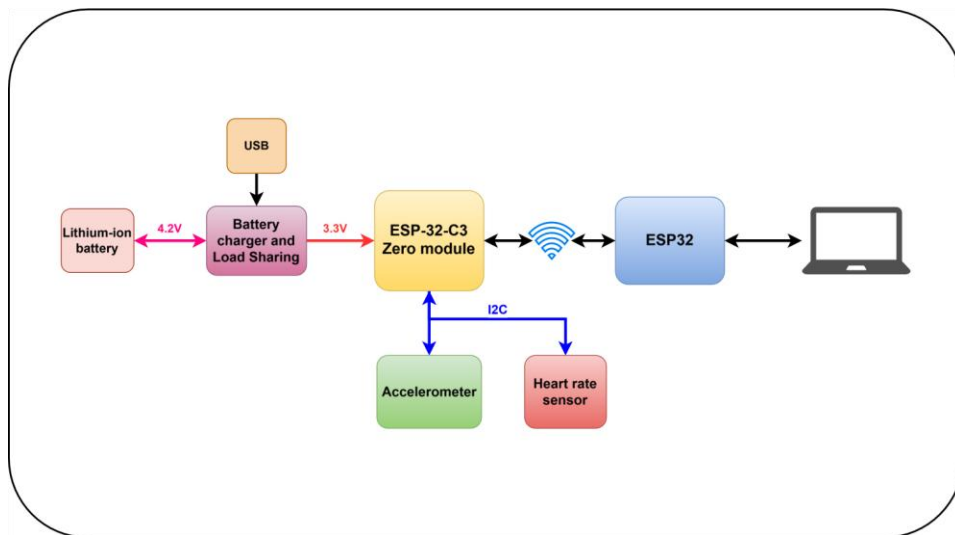 USB
Lithium-ion
battery
4.2V
Battery
charger and
Load Sharing
3.3V
ESP-32-C3
Zero module
ESP32
I2C
Accelerometer
Heart rate
sensor